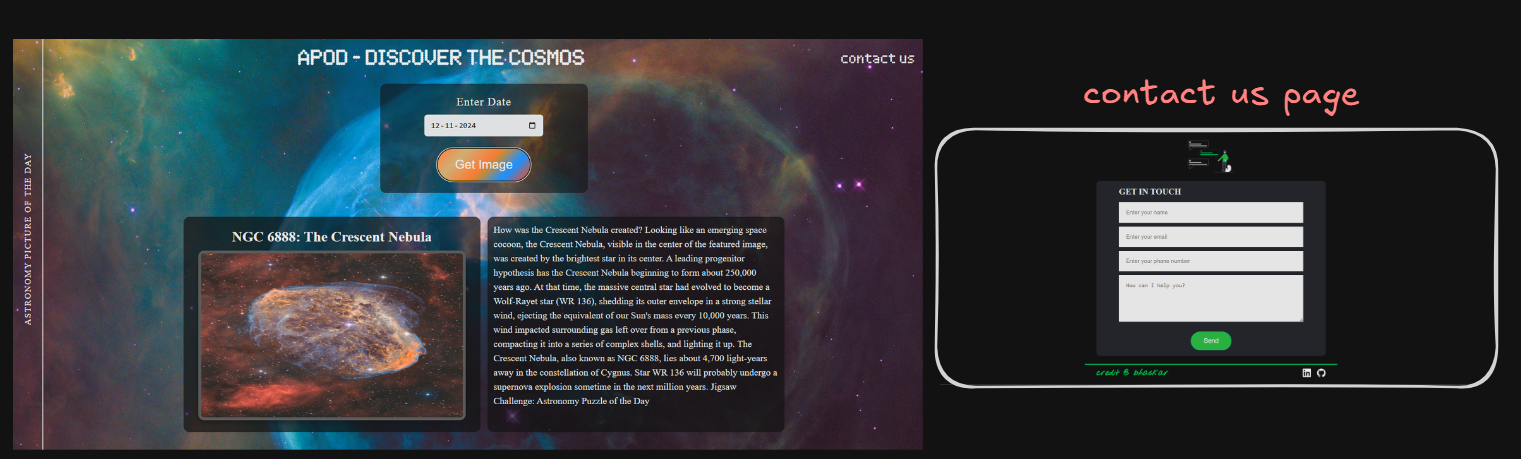 APOD - DISCOVER THE COSMOS
contact us
Enter Date
12-11-2024
Get Image
ASTRONOMY PICTURE OF THE DAY
NGC 6888: The Crescent Nebula
How was the Crescent Nebula created? Looking like an emerging space
cocoon, the Crescent Nebula, visible in the center of the featured image,
was created by the brightest star in its center. A leading progenitor
hypothesis has the Crescent Nebula beginning to form about 250,000
years ago. At that time, the massive central star had evolved to become a
Wolf-Rayet star (WR 136), shedding its outer envelope in a strong stellar
wind, ejecting the equivalent of our Sun's mass every 10,000 years. This
wind impacted surrounding gas left over from a previous phase,
compacting it into a series of complex shells, and lighting it up. The
Crescent Nebula, also known as NGC 6888, lies about 4,700 light-years
away in the constellation of Cygnus. Star WR 136 will probably undergo a
supernova explosion sometime in the next million years. Jigsaw
Challenge: Astronomy Puzzle of the Day
contact us page
GET IN TOUCH
Enter your name
Enter your email
Enter your phone number
How can I help you?
Send
credit @ bhaskar